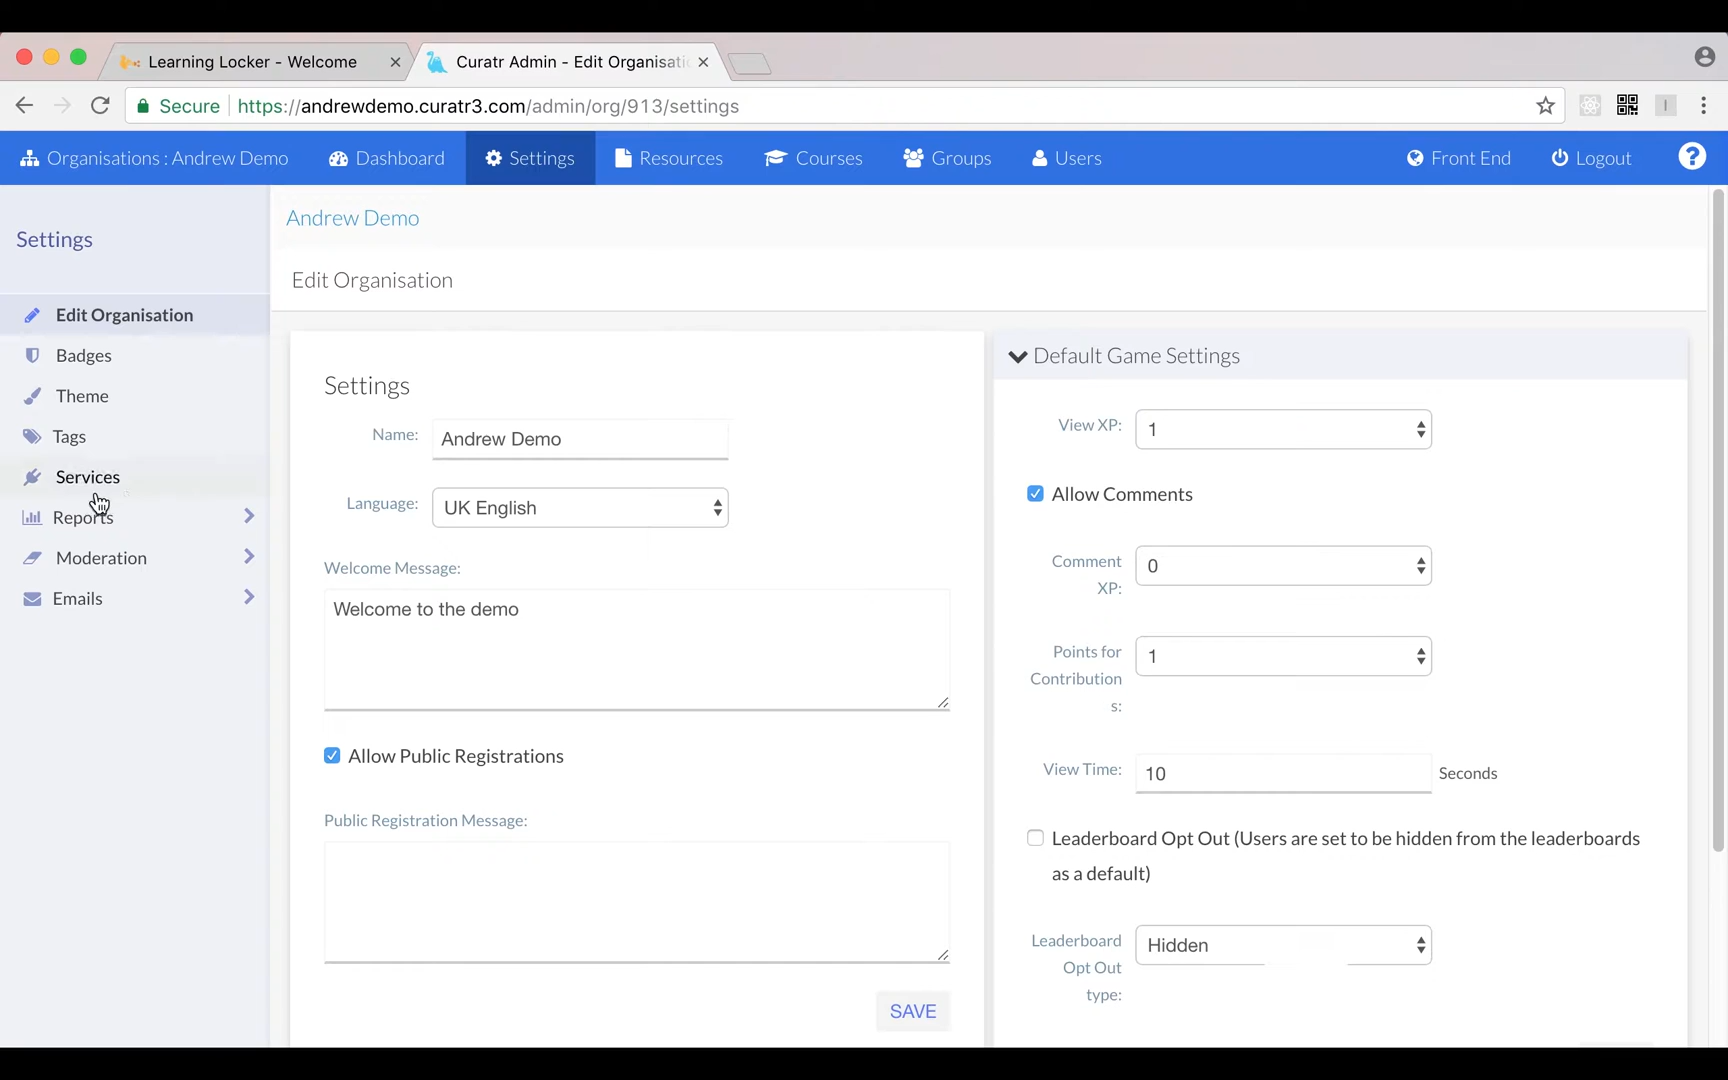 Learning Locker - Welcome
Curatr Admin - Edit Organisati
Secure https://andrewdemo.curatr3.com/admin/org/913/settings
Organisations : Andrew Demo Dashboard Settings Resources Courses Groups Users Front End Logout ?
Settings
Edit Organisation
Badges
Theme
Tags
Services
Reports
Moderation
Emails
Andrew Demo
Edit Organisation
Settings
Name: Andrew Demo
Language: UK English
Welcome Message:
Welcome to the demo
Allow Public Registrations
Public Registration Message:
SAVE
Default Game Settings
View XP: 1
Allow Comments
Comment 0
XP:
Points for 1
Contribution
s:
View Time: 10 Seconds
Leaderboard Opt Out (Users are set to be hidden from the leaderboards
as a default)
Leaderboard Hidden
Opt Out
type: